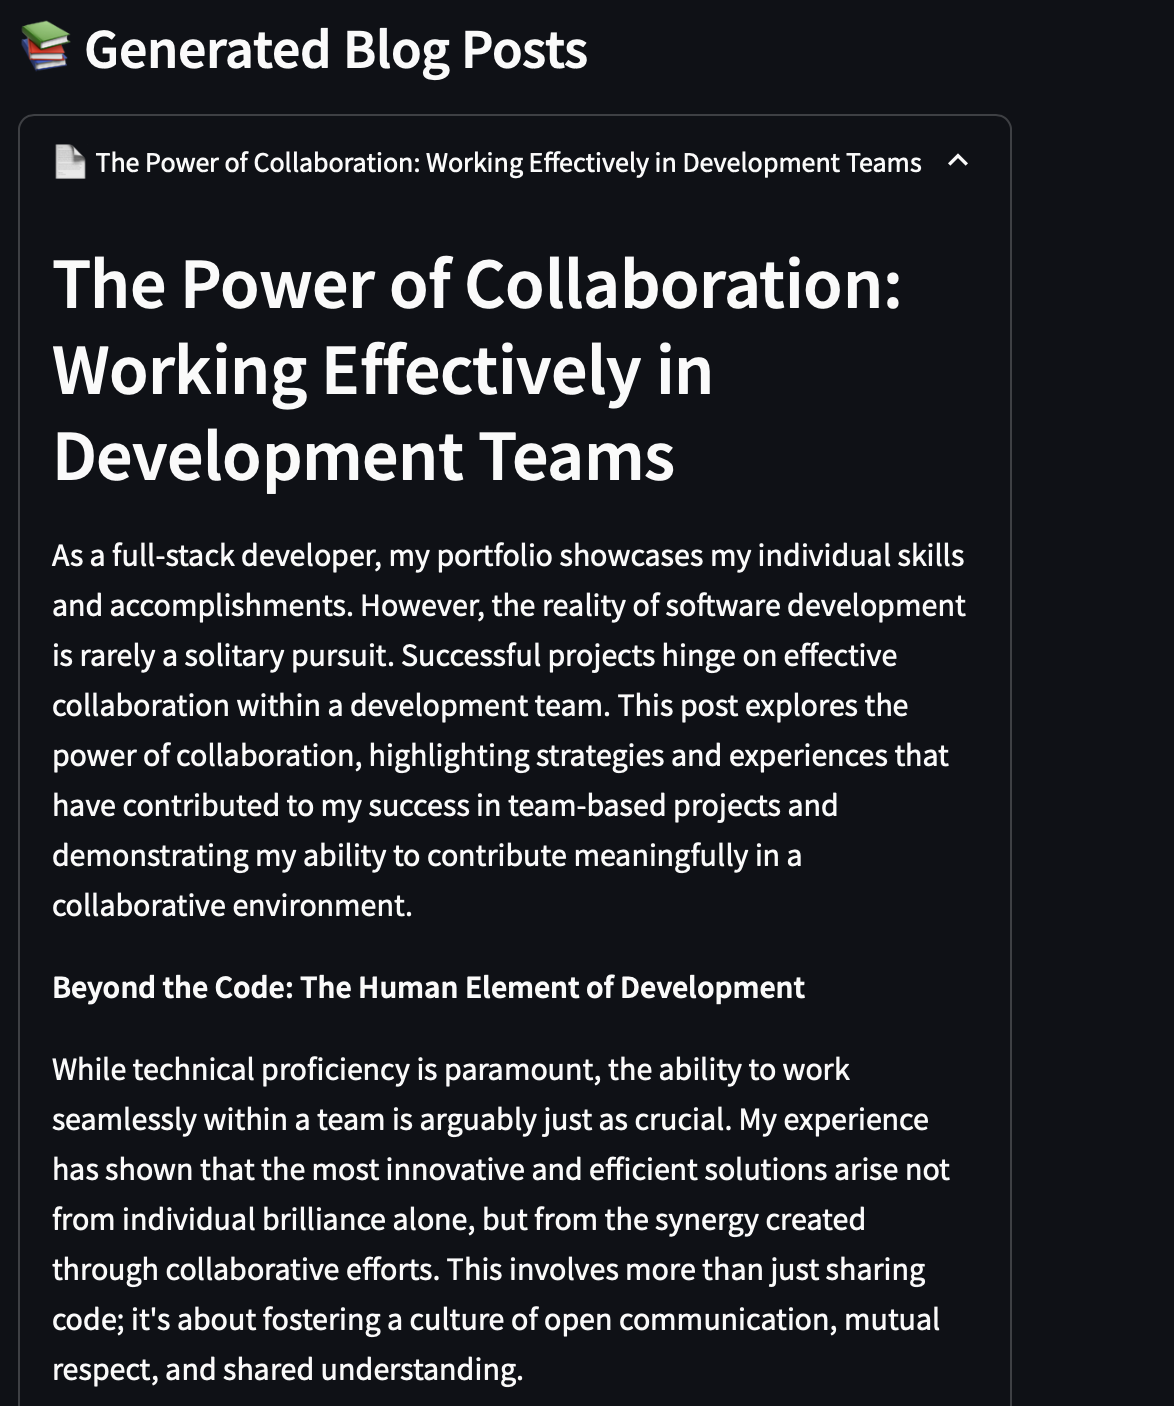 Generated Blog Posts
The Power of Collaboration: Working Effectively in Development Teams
The Power of Collaboration:
Working Effectively in
Development Teams
As a full-stack developer, my portfolio showcases my individual skills
and accomplishments. However, the reality of software development
is rarely a solitary pursuit. Successful projects hinge on effective
collaboration within a development team. This post explores the
power of collaboration, highlighting strategies and experiences that
have contributed to my success in team-based projects and
demonstrating my ability to contribute meaningfully in a
collaborative environment.
Beyond the Code: The Human Element of Development
While technical proficiency is paramount, the ability to work
seamlessly within a team is arguably just as crucial. My experience
has shown that the most innovative and efficient solutions arise not
from individual brilliance alone, but from the synergy created
through collaborative efforts. This involves more than just sharing
code; it's about fostering a culture of open communication, mutual
respect, and shared understanding.